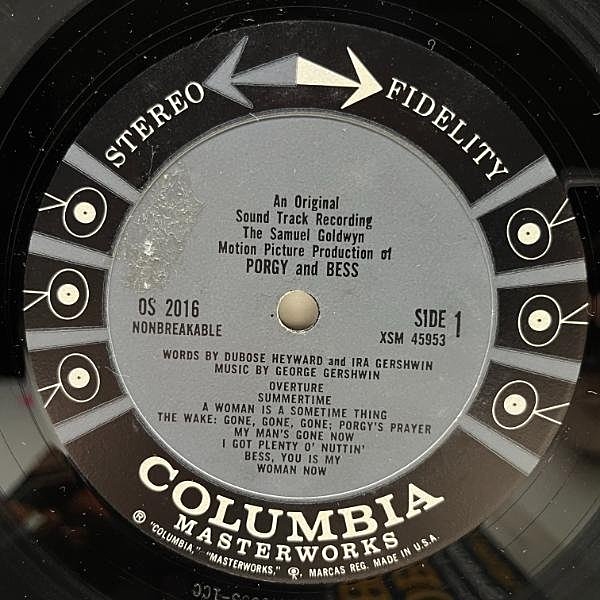 STEREO FIDELITY
An Original
Sound Track Recording
The Samuel Goldwyn
Motion Picture Production of
PORGY and BESS
OS 2016
NONBREAKABLE
SIDE 1
XSM 45953
WORDS BY DUBOSE HEYWARD and IRA GERSHWIN
MUSIC BY GEORGE GERSHWIN
OVERTURE
SUMMERTIME
A WOMAN IS A SOMETIME THING
THE WAKE: GONE, GONE, GONE; PORGY'S PRAYER
MY MAN'S GONE NOW
I GOT PLENTY O' NUTTIN'
BESS, YOU IS MY
WOMAN NOW
COLUMBIA
MASTERWORKS
® "COLUMBIA," "MASTERWORKS," MARCAS REG. MADE IN U.S.A.